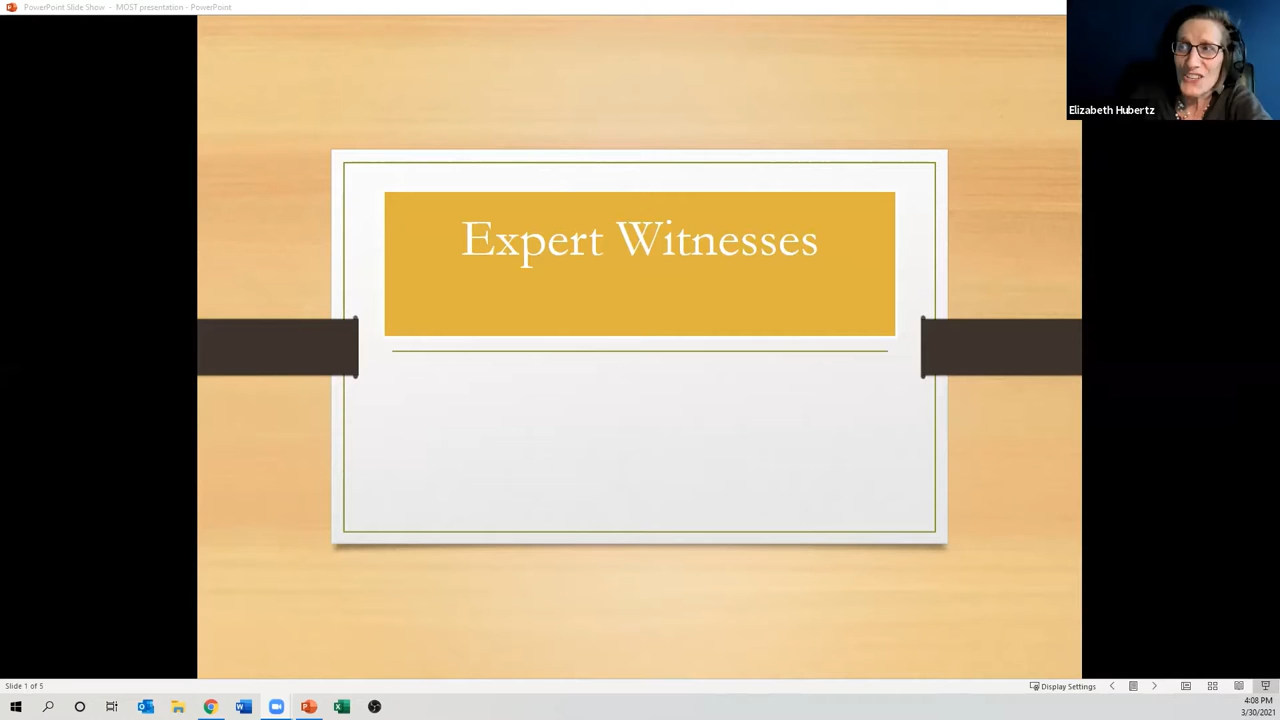 PowerPoint Slide Show - MOST presentation - PowerPoint
Elizabeth Hubertz
Expert Witnesses
Slide 1 of 5
Display Settings
4:08 PM
3/30/2021